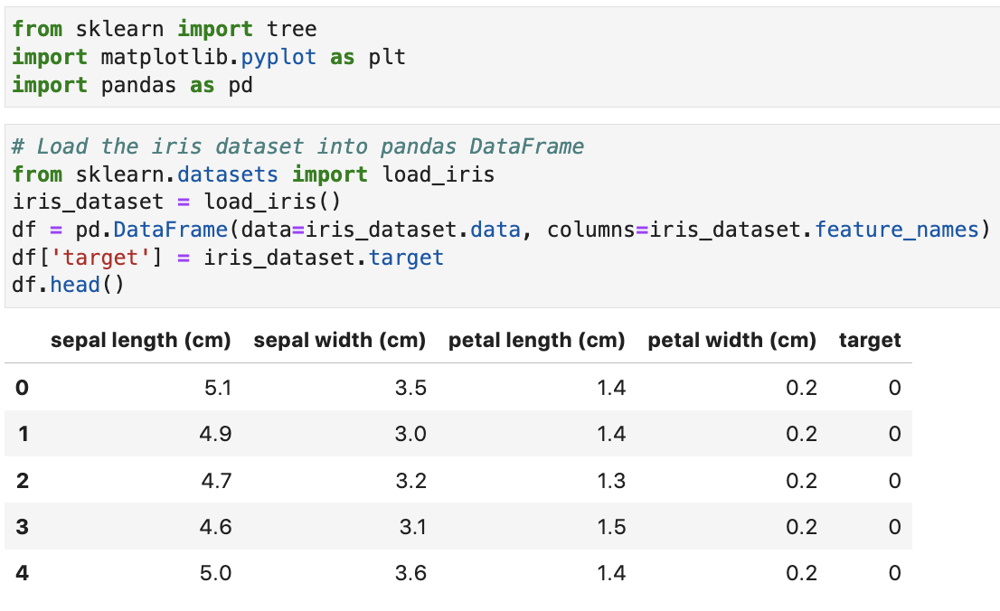 from sklearn import tree
import matplotlib.pyplot as plt
import pandas as pd
# Load the iris dataset into pandas DataFrame
from sklearn.datasets import load_iris
iris_dataset = load_iris()
df = pd.DataFrame(data=iris_dataset.data, columns=iris_dataset.feature_names)
df['target'] = iris_dataset.target
df.head()
sepal length (cm) sepal width (cm) petal length (cm) petal width (cm) target
0 5.1 3.5 1.4 0.2 0
1 4.9 3.0 1.4 0.2 0
2 4.7 3.2 1.3 0.2 0
3 4.6 3.1 1.5 0.2 0
4 5.0 3.6 1.4 0.2 0